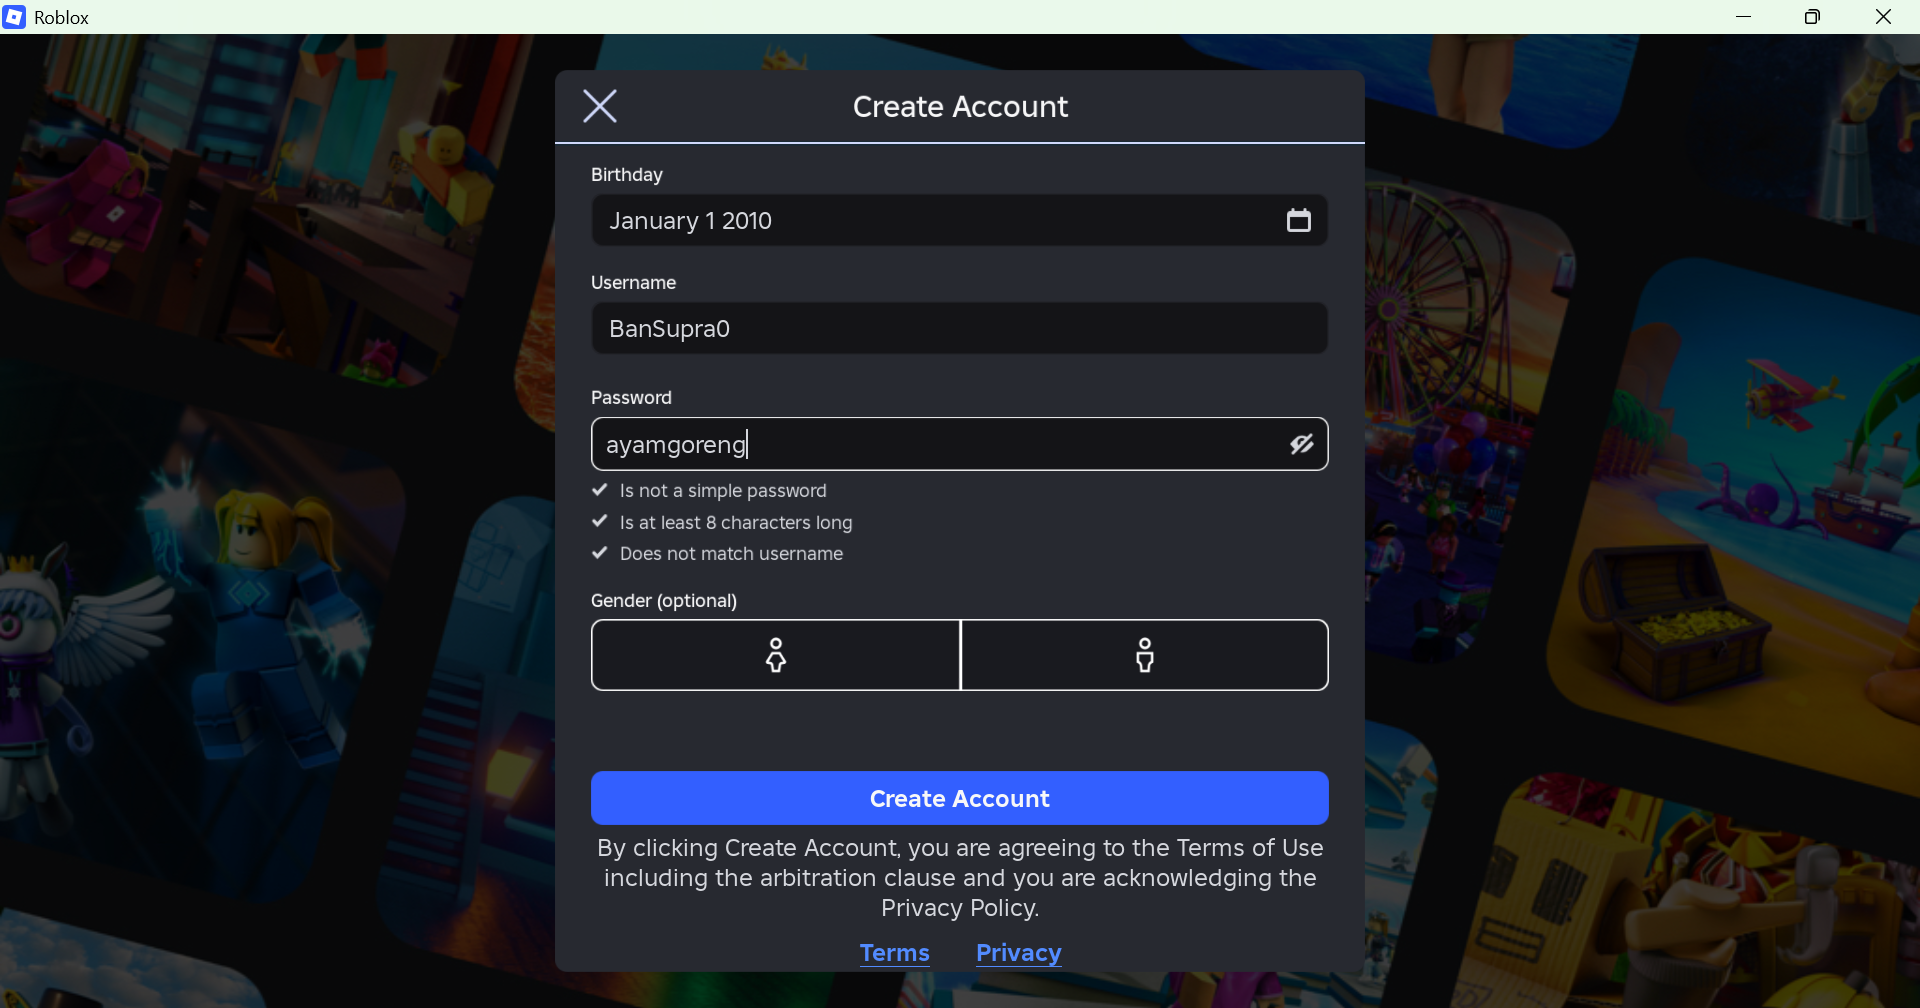 Roblox
Create Account
Birthday
January 1 2010
Username
BanSupra0
Password
ayamgoreng
Is not a simple password
Is at least 8 characters long
Does not match username
Gender (optional)
Create Account
By clicking Create Account, you are agreeing to the Terms of Use
including the arbitration clause and you are acknowledging the
Privacy Policy.
Terms Privacy